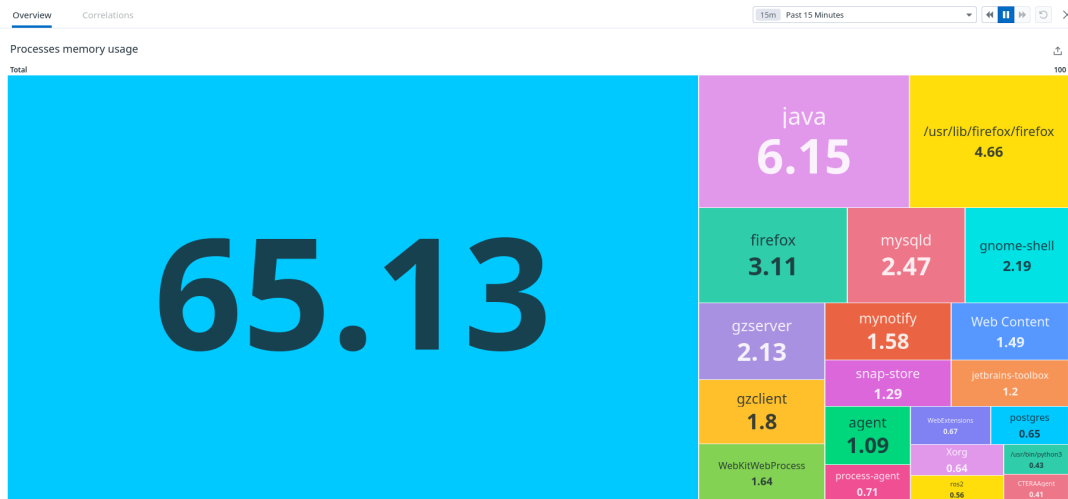 Overview
Correlations
15m Past 15 Minutes
Processes memory usage
Total
100
65.13
java
6.15
/usr/lib/firefox/firefox
4.66
firefox
3.11
mysqld
2.47
gnome-shell
2.19
gzserver
2.13
mynotify
1.58
Web Content
1.49
snap-store
1.29
jetbrains-toolbox
1.2
gzclient
1.8
agent
1.09
WebExtensions
0.67
postgres
0.65
WebKitWebProcess
1.64
Xorg
0.64
/usr/bin/python3
0.43
process-agent
0.71
ros2
0.56
CTERAAgent
0.41